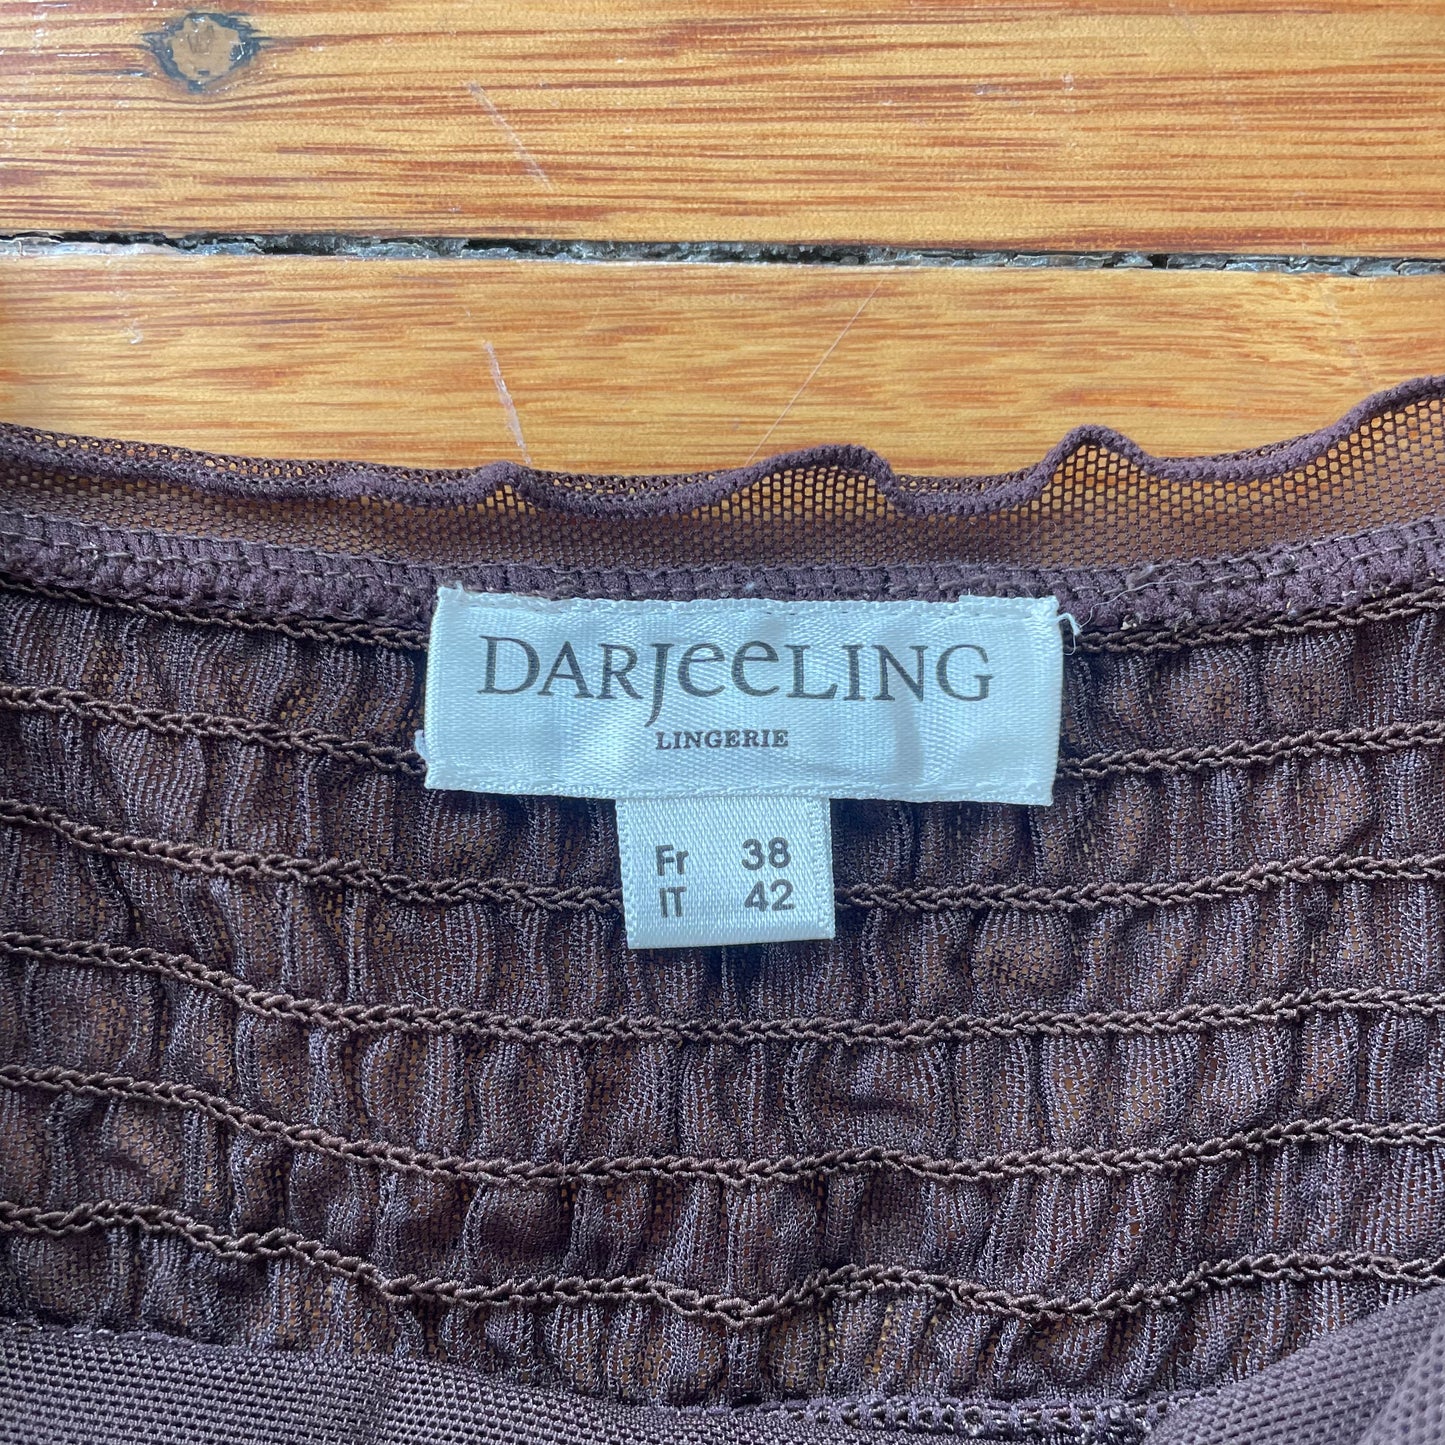 DARJeeLING
LINGERIE
Fr 38
IT 42